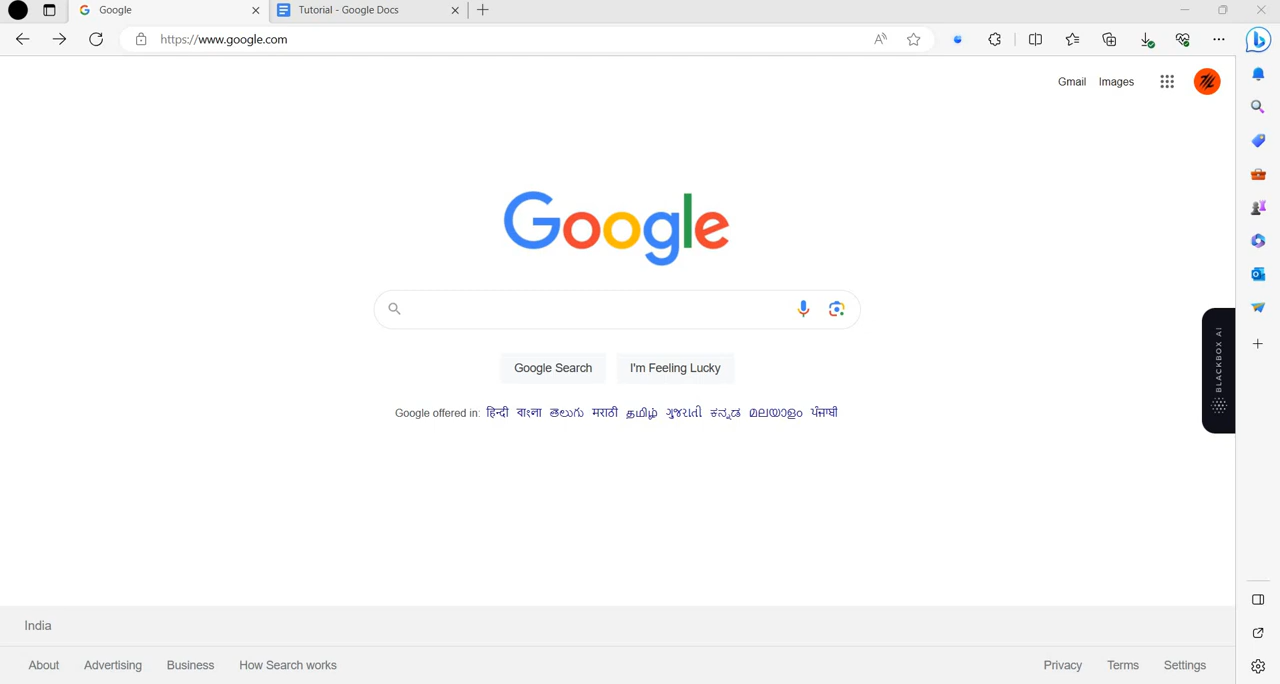 Google
Tutorial - Google Docs
https://www.google.com
Gmail Images
Google
Google Search I'm Feeling Lucky
Google offered in: हिन्दी বাংলা తెలుగు मराठी தமிழ் ગુજરાતી ಕನ್ನಡ മലയാളം ਪੰਜਾਬੀ
BLACKBOX AI
India
About Advertising Business How Search works Privacy Terms Settings